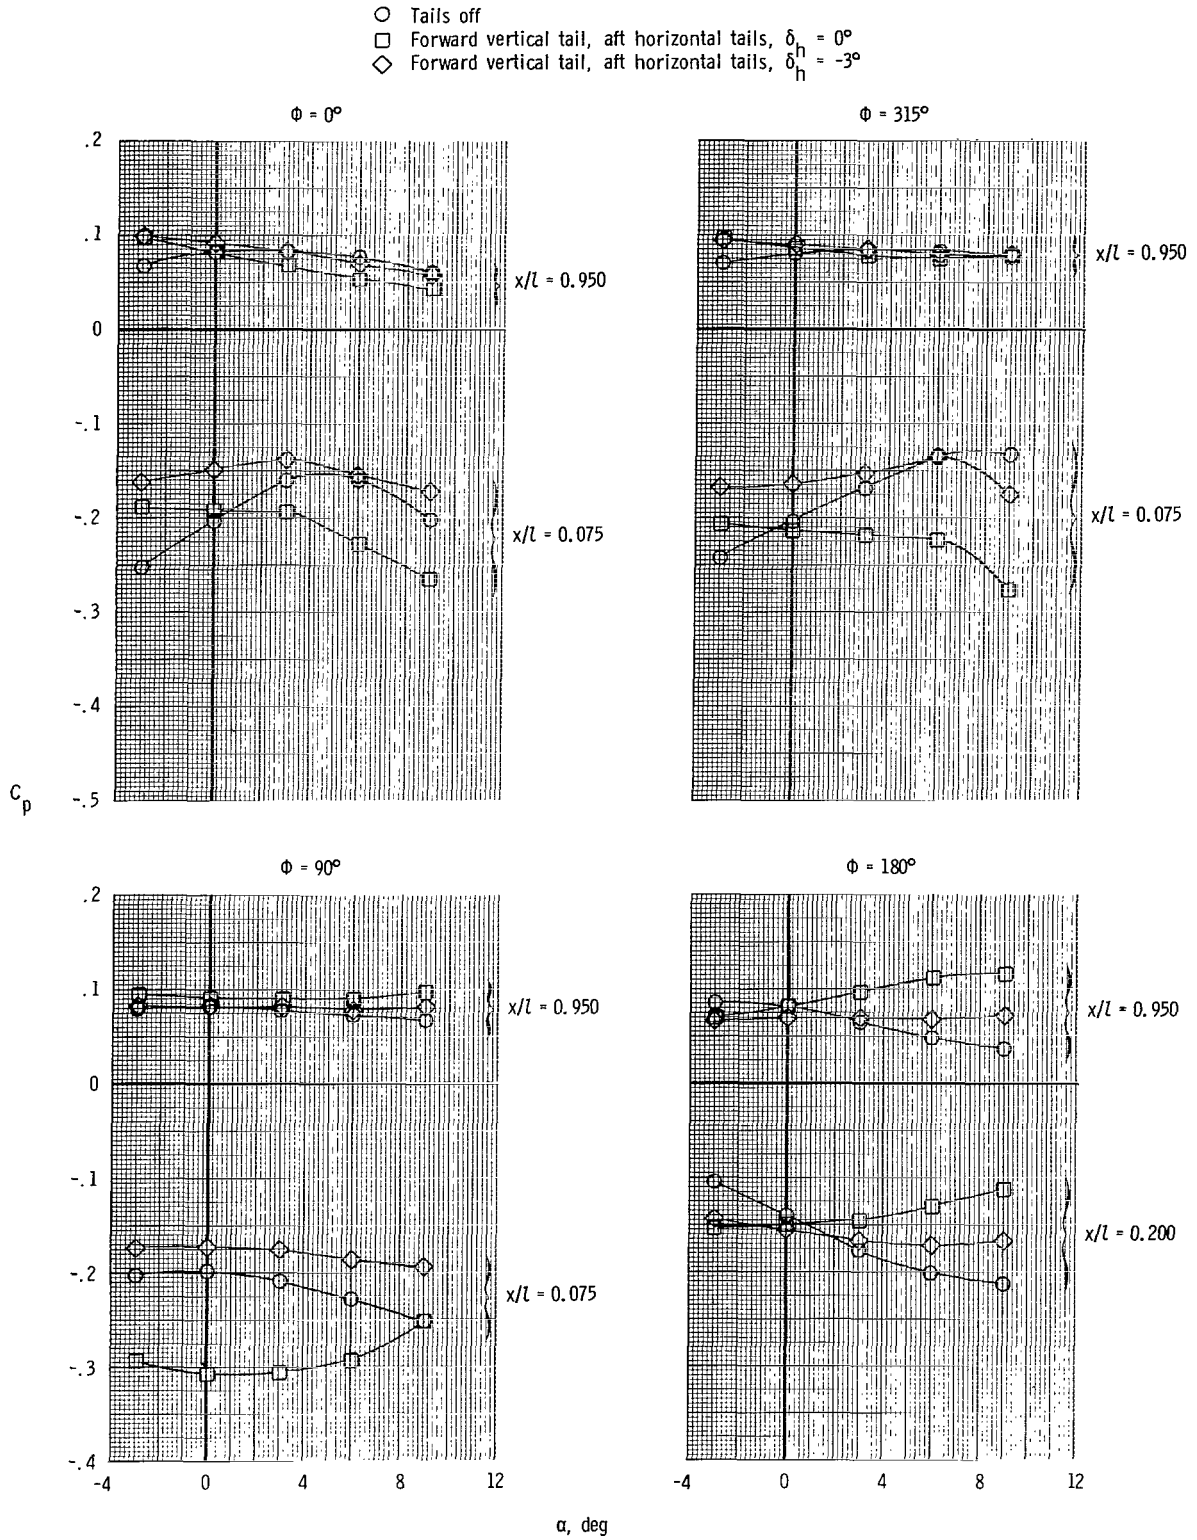 Tails off
Forward vertical tail, aft horizontal tails, δh = 0°
Forward vertical tail, aft horizontal tails, δh = -3°
Φ = 0°
Φ = 315°
.2
.1
0
-.1
-.2
-.3
-.4
-.5
x/l = 0.950
x/l = 0.075
x/l = 0.950
x/l = 0.075
Cp
Φ = 90°
Φ = 180°
.2
.1
0
-.1
-.2
-.3
-.4
x/l = 0.950
x/l = 0.075
x/l = 0.950
x/l = 0.200
-4 0 4 8 12
-4 0 4 8 12
α, deg